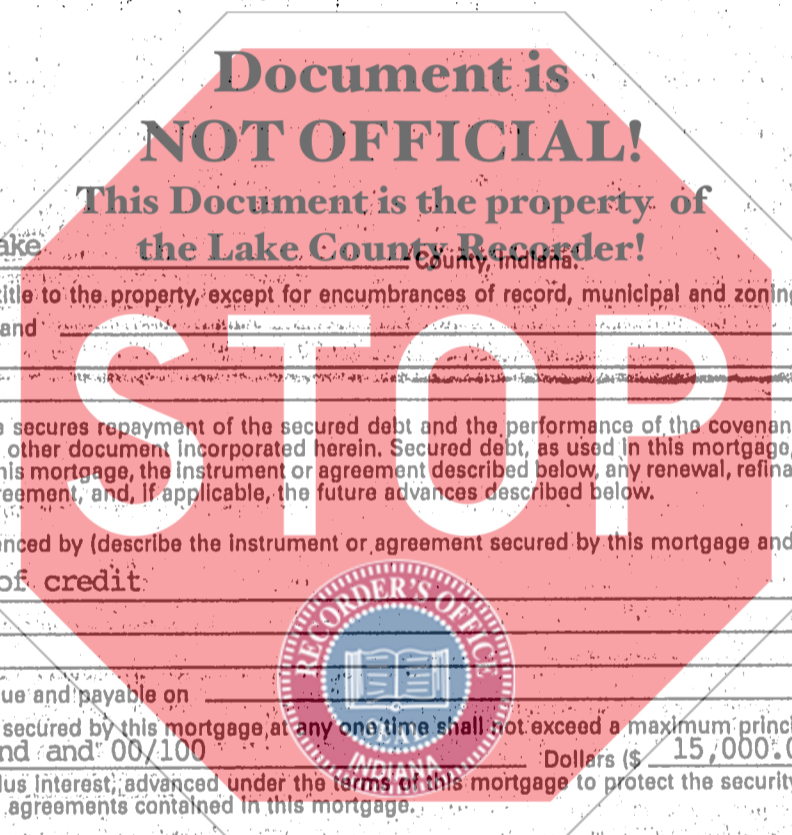 Document is
NOT OFFICIAL!
This Document is the property of
the Lake County Recorder!
ake County, Indiana.
title to the property, except for encumbrances of record, municipal and zoning
and
STOP
e secures repayment of the secured debt and the performance of the covenan
other document incorporated herein. Secured debt, as used in this mortgage,
his mortgage, the instrument or agreement described below, any renewal, refina
reement, and, if applicable, the future advances described below.
enced by (describe the instrument or agreement secured by this mortgage and
of credit
RECORDER'S OFFICE
ue and payable on
secured by this mortgage at any one time shall not exceed a maximum princi
nd and 00/100 Dollars ($ 15,000.0
INDIANA
lus interest, advanced under the terms of this mortgage to protect the security
agreements contained in this mortgage.